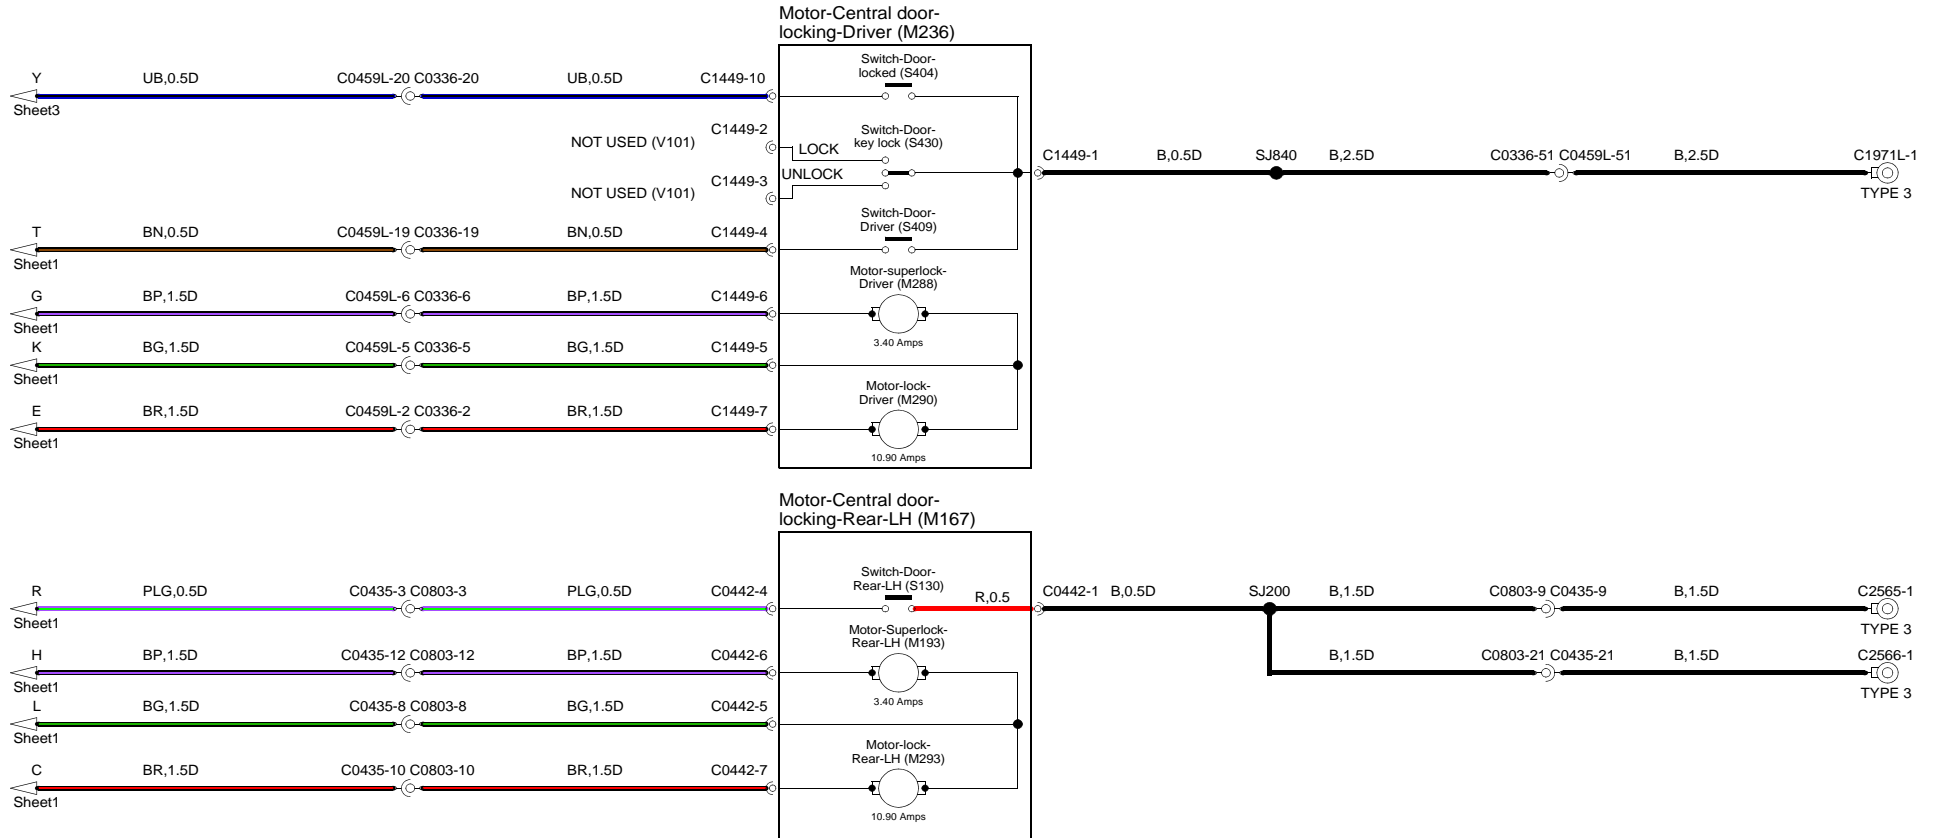 Motor-Central door-
locking-Driver (M236)
Switch-Door-
locked (S404)
Y UB,0.5D C0459L-20 C0336-20 UB,0.5D C1449-10
Sheet3
NOT USED (V101) C1449-2
LOCK
Switch-Door-
key lock (S430)
C1449-1 B,0.5D SJ840 B,2.5D C0336-51 C0459L-51 B,2.5D C1971L-1
TYPE 3
UNLOCK
NOT USED (V101) C1449-3
Switch-Door-
Driver (S409)
T BN,0.5D C0459L-19 C0336-19 BN,0.5D C1449-4
Sheet1
Motor-superlock-
Driver (M288)
G BP,1.5D C0459L-6 C0336-6 BP,1.5D C1449-6
Sheet1
3.40 Amps
K BG,1.5D C0459L-5 C0336-5 BG,1.5D C1449-5
Sheet1
Motor-lock-
Driver (M290)
E BR,1.5D C0459L-2 C0336-2 BR,1.5D C1449-7
Sheet1
10.90 Amps
Motor-Central door-
locking-Rear-LH (M167)
Switch-Door-
Rear-LH (S130)
R PLG,0.5D C0435-3 C0803-3 PLG,0.5D C0442-4 R,0.5 C0442-1 B,0.5D SJ200 B,1.5D C0803-9 C0435-9 B,1.5D C2565-1
Sheet1
TYPE 3
Motor-Superlock-
Rear-LH (M193)
H BP,1.5D C0435-12 C0803-12 BP,1.5D C0442-6 B,1.5D C0803-21 C0435-21 B,1.5D C2566-1
Sheet1
TYPE 3
3.40 Amps
L BG,1.5D C0435-8 C0803-8 BG,1.5D C0442-5
Sheet1
Motor-lock-
Rear-LH (M293)
C BR,1.5D C0435-10 C0803-10 BR,1.5D C0442-7
Sheet1
10.90 Amps